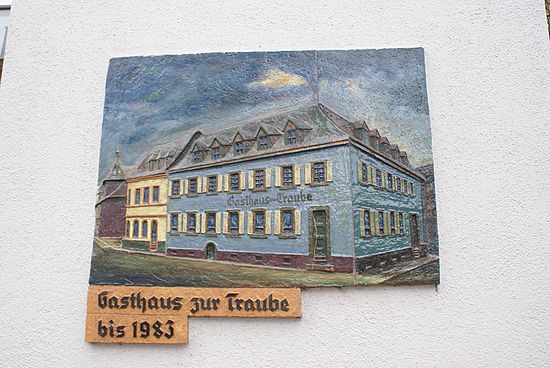 Gasthaus-Traube
Gasthaus zur Traube
bis 1983